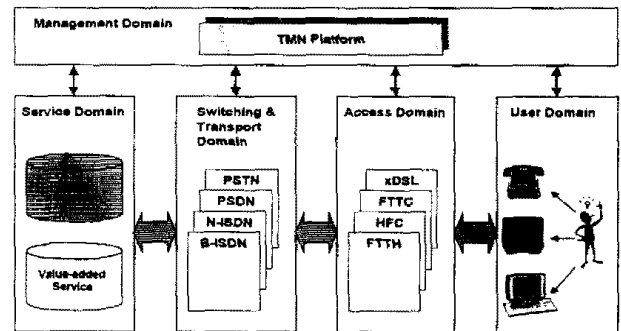 Management Domain
TMN Platform
Service Domain
Value-added
Service
Switching &
Transport
Domain
PSTN
PSDN
N-ISDN
B-ISDN
Access Domain
xDSL
FTTC
HFC
FTTH
User Domain